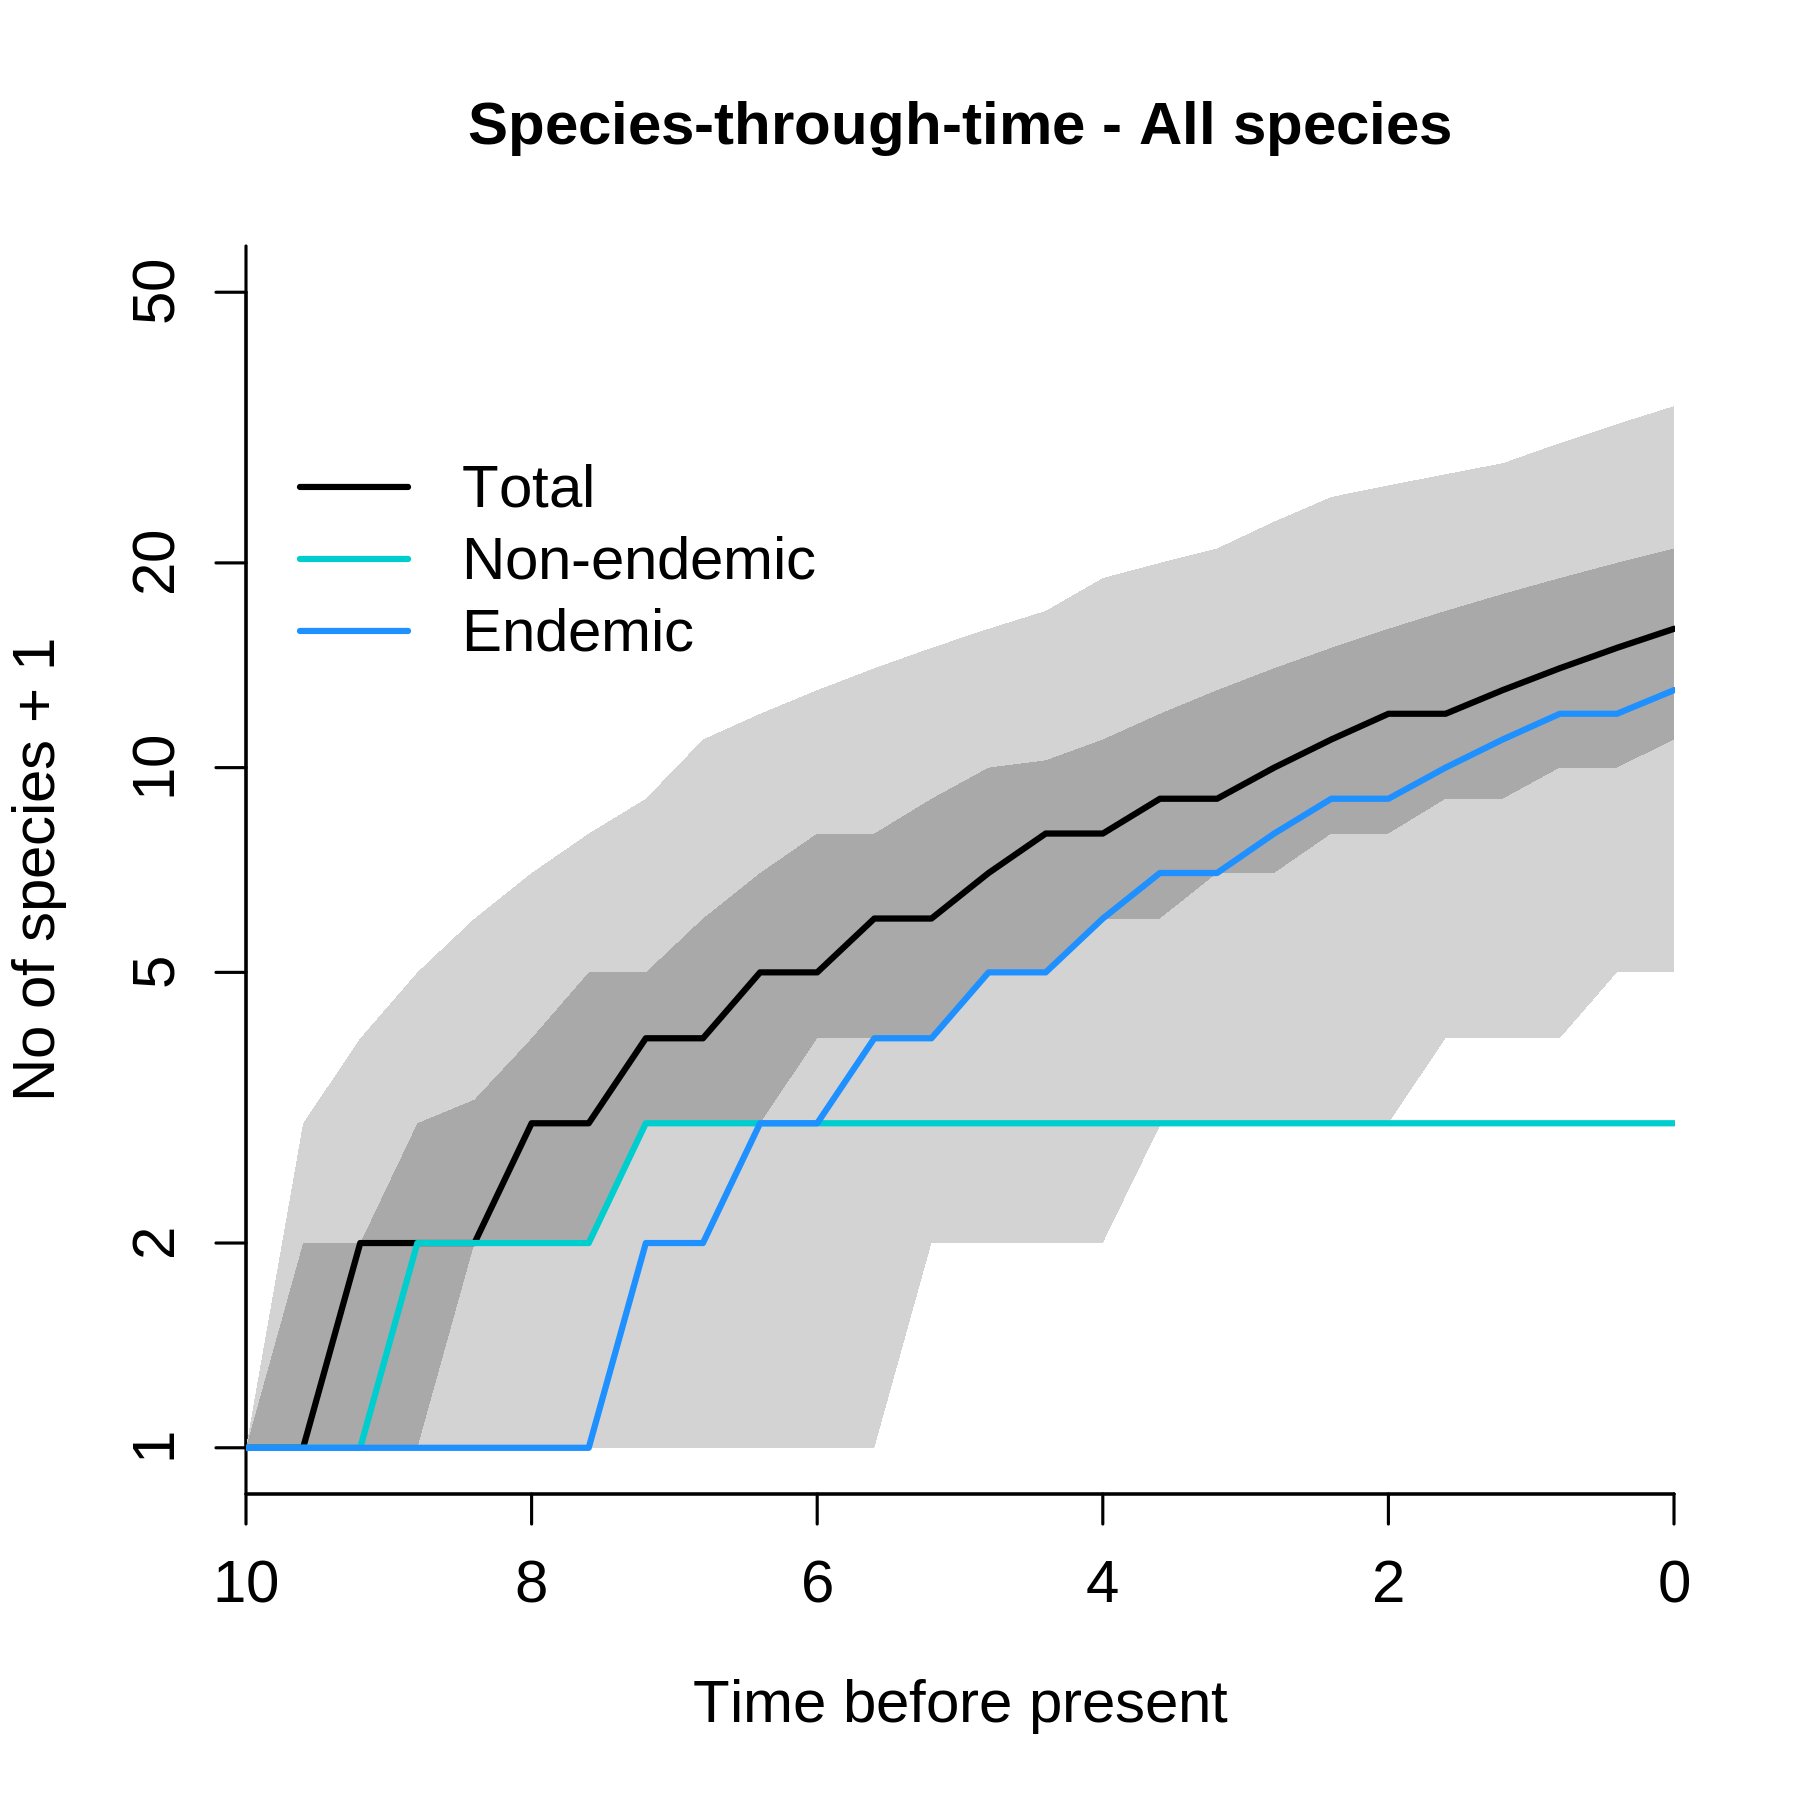 Species-through-time - All species
50
20
10
5
2
1
No of species + 1
Total
Non-endemic
Endemic
10 8 6 4 2 0
Time before present